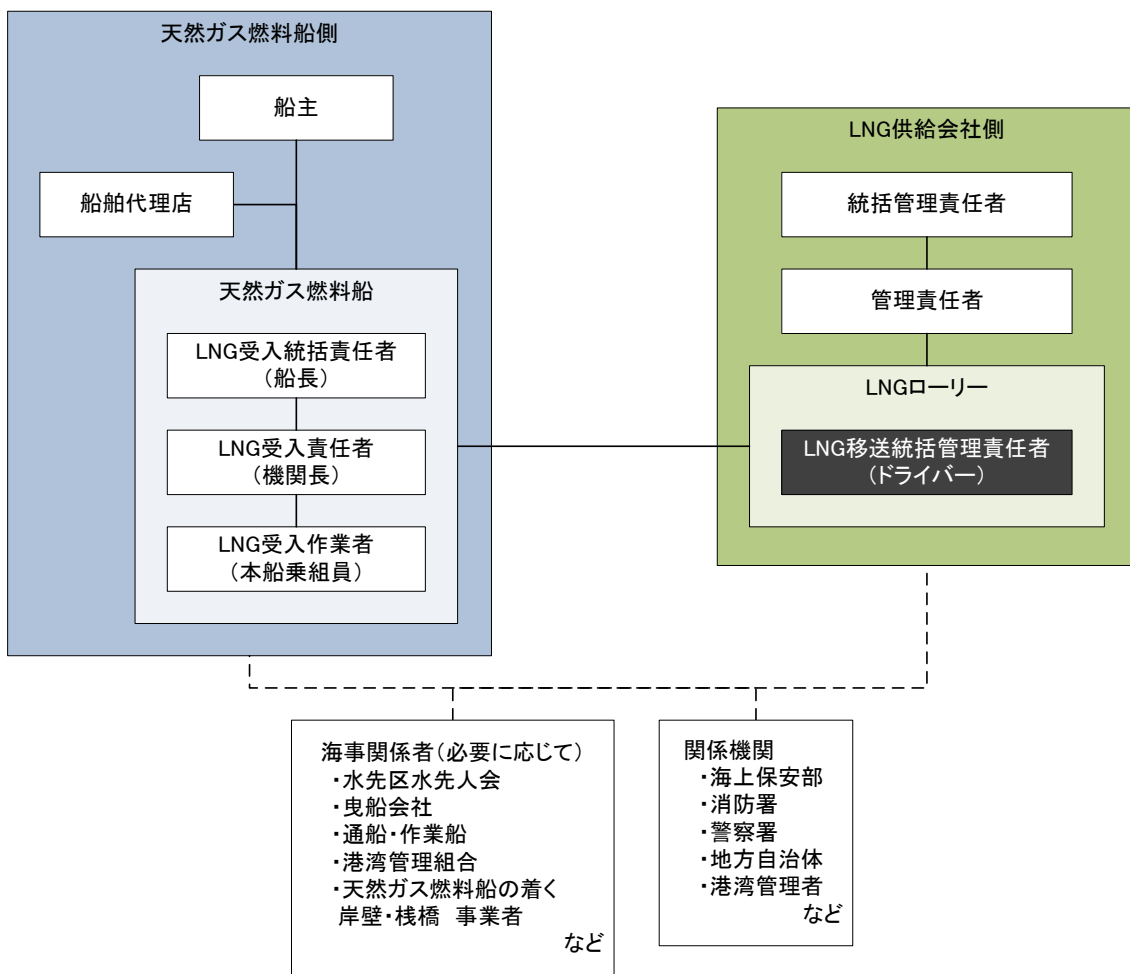 天然ガス燃料船側
船主
船舶代理店
天然ガス燃料船
LNG受入統括責任者
(船長)
LNG受入責任者
(機関長)
LNG受入作業者
(本船乗組員)
LNG供給会社側
統括管理責任者
管理責任者
LNGローリー
LNG移送統括管理責任者
(ドライバー)
海事関係者(必要に応じて)
・水先区水先人会
・曳船会社
・通船・作業船
・港湾管理組合
・天然ガス燃料船の着く
岸壁・桟橋　事業者
など
関係機関
・海上保安部
・消防署
・警察署
・地方自治体
・港湾管理者
など